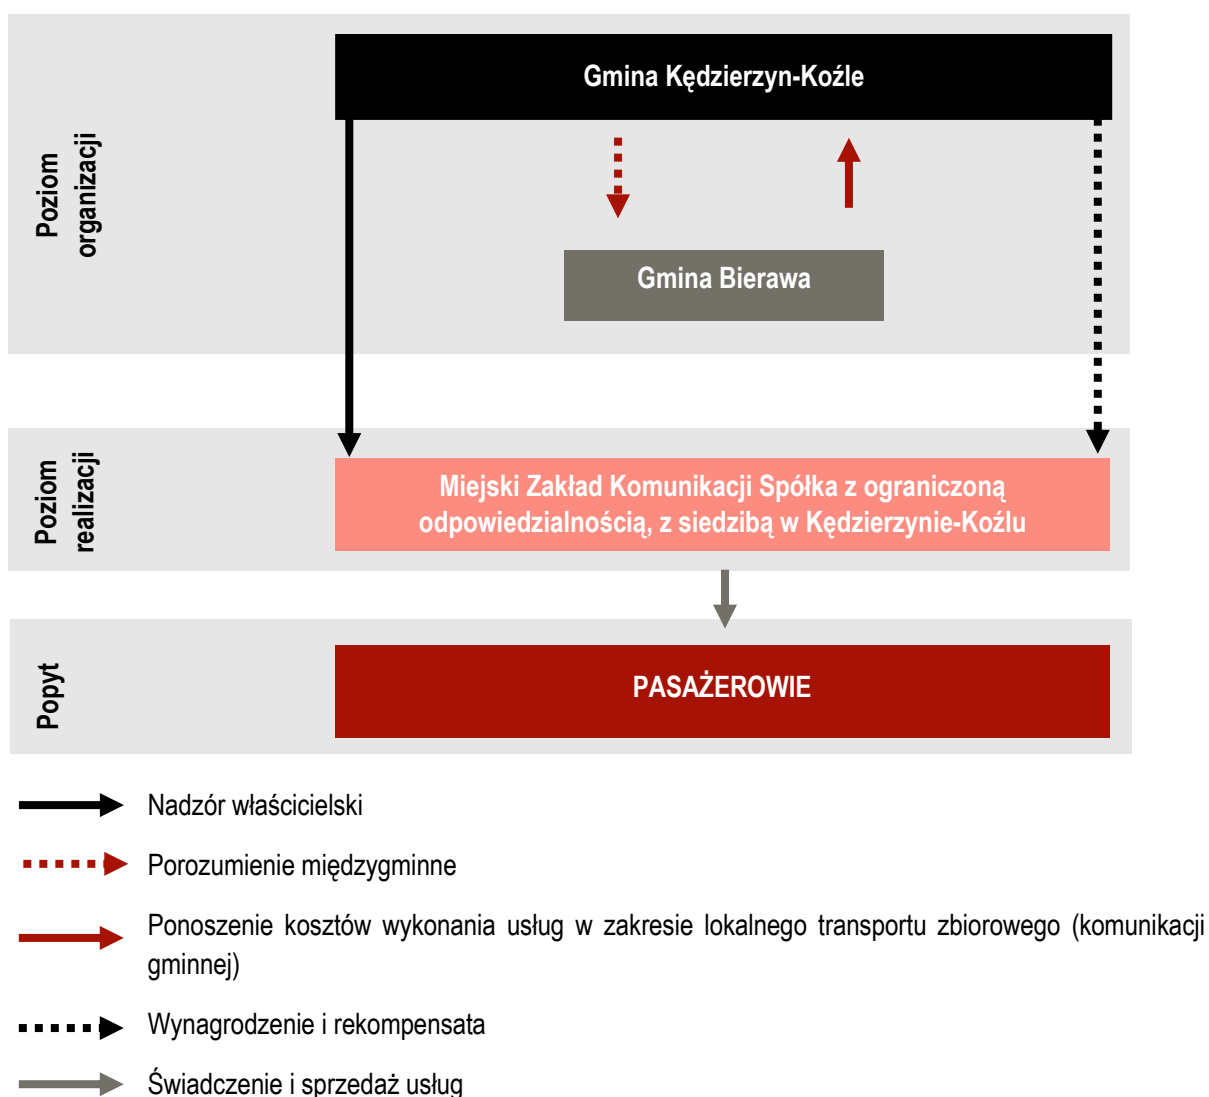 Gmina Kędzierzyn-Koźle
Poziom
organizacji
Gmina Bierawa
Poziom
realizacji
Miejski Zakład Komunikacji Spółka z ograniczoną
odpowiedzialnością, z siedzibą w Kędzierzynie-Koźlu
Popyt
PASAŻEROWIE
Nadzór właścicielski
Porozumienie międzygminne
Ponoszenie kosztów wykonania usług w zakresie lokalnego transportu zbiorowego (komunikacji
gminnej)
Wynagrodzenie i rekompensata
Świadczenie i sprzedaż usług